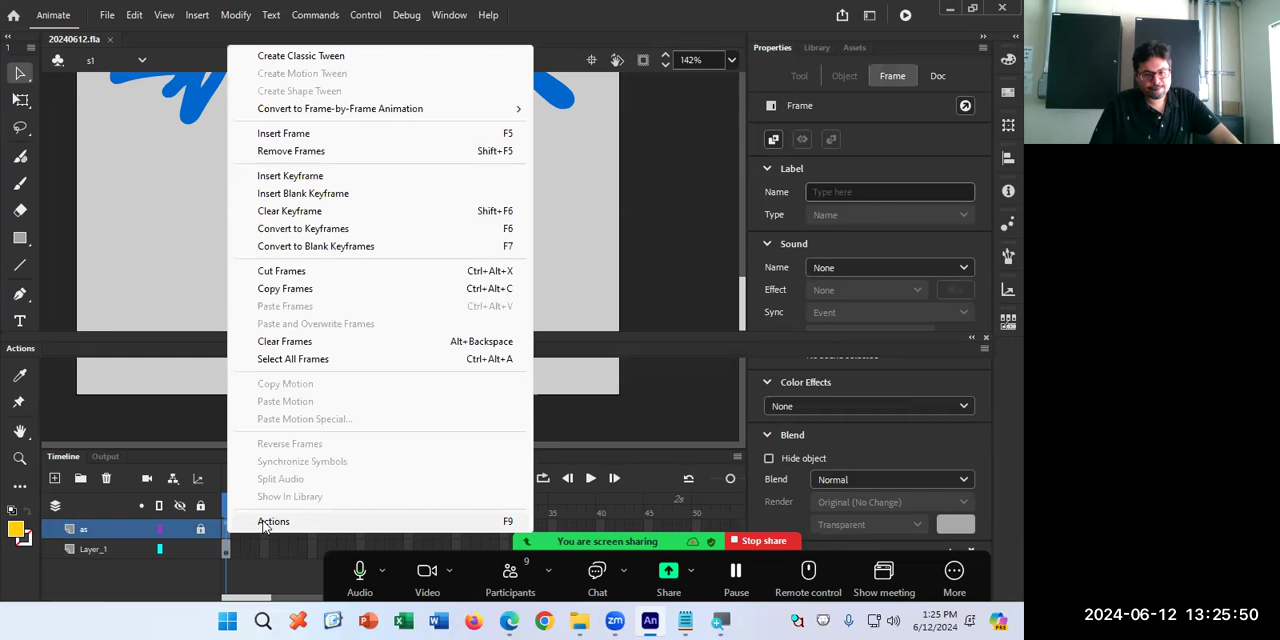 Animate File Edit View Insert Modify Text Commands Control Debug Window Help
20240612.fla
s1 142%
Properties Library Assets
Tool Object Frame Doc
Frame
Label
Name Type here
Type Name
Sound
Name None
Effect None
Sync Event
Color Effects
None
Blend
Hide object
Blend Normal
Render Original (No Change)
Transparent
Create Classic Tween
Create Motion Tween
Create Shape Tween
Convert to Frame-by-Frame Animation
Insert Frame F5
Remove Frames Shift+F5
Insert Keyframe
Insert Blank Keyframe
Clear Keyframe Shift+F6
Convert to Keyframes F6
Convert to Blank Keyframes F7
Cut Frames Ctrl+Alt+X
Copy Frames Ctrl+Alt+C
Paste Frames Ctrl+Alt+V
Paste and Overwrite Frames
Clear Frames Alt+Backspace
Select All Frames Ctrl+Alt+A
Copy Motion
Paste Motion
Paste Motion Special...
Reverse Frames
Synchronize Symbols
Split Audio
Show In Library
Actions F9
Actions
Timeline Output
2s
35 40 45 50 55
as
Layer_1
You are screen sharing Stop share
9
Audio Video Participants Chat Share Pause Remote control Show meeting More
1:25 PM
6/12/2024
2024-06-12 13:25:50